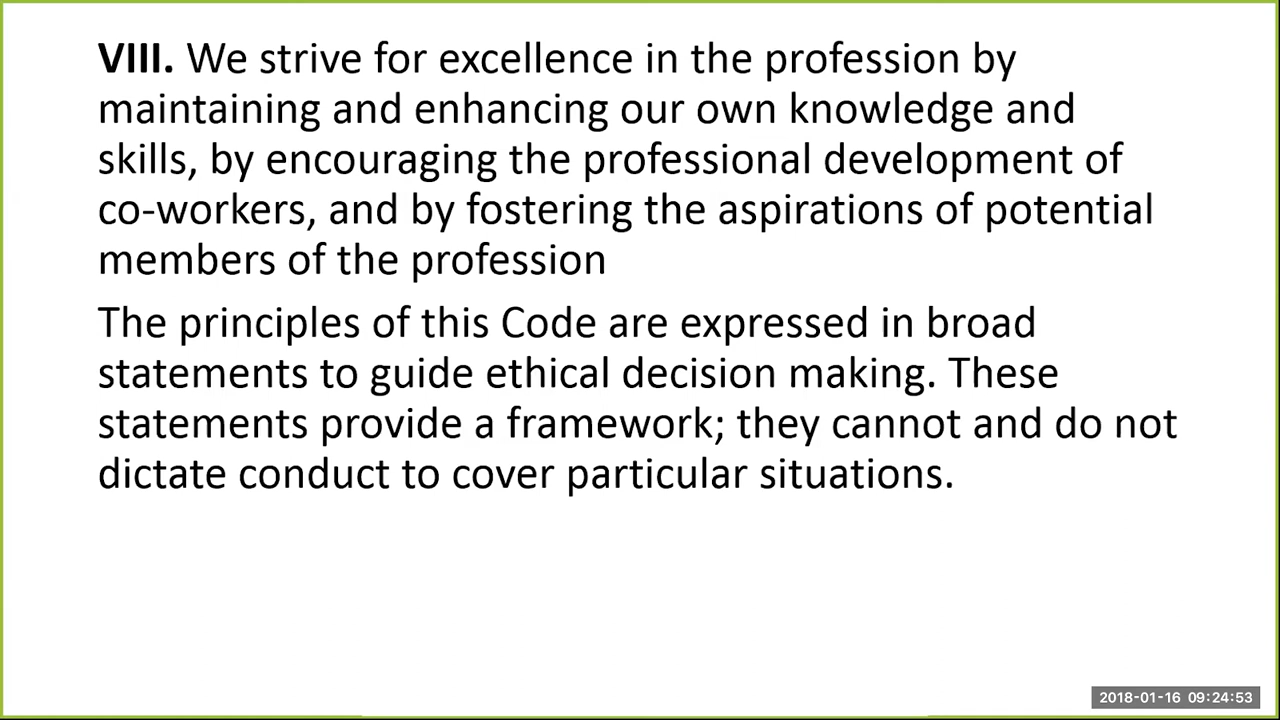 VIII. We strive for excellence in the profession by
maintaining and enhancing our own knowledge and
skills, by encouraging the professional development of
co-workers, and by fostering the aspirations of potential
members of the profession
The principles of this Code are expressed in broad
statements to guide ethical decision making. These
statements provide a framework; they cannot and do not
dictate conduct to cover particular situations.
2018-01-16 09:24:53